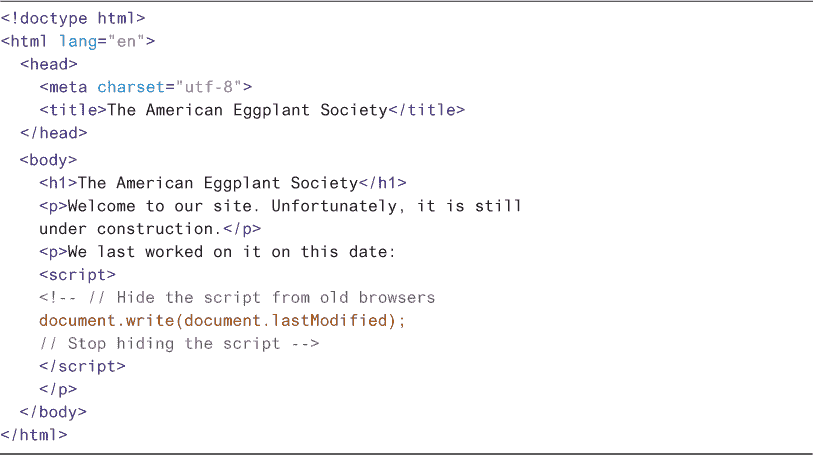 <!doctype html>
<html lang="en">
<head>
<meta charset="utf-8">
<title>The American Eggplant Society</title>
</head>
<body>
<h1>The American Eggplant Society</h1>
<p>Welcome to our site. Unfortunately, it is still
under construction.</p>
<p>We last worked on it on this date:
<script>
<!-- // Hide the script from old browsers
document.write(document.lastModified);
// Stop hiding the script -->
</script>
</p>
</body>
</html>